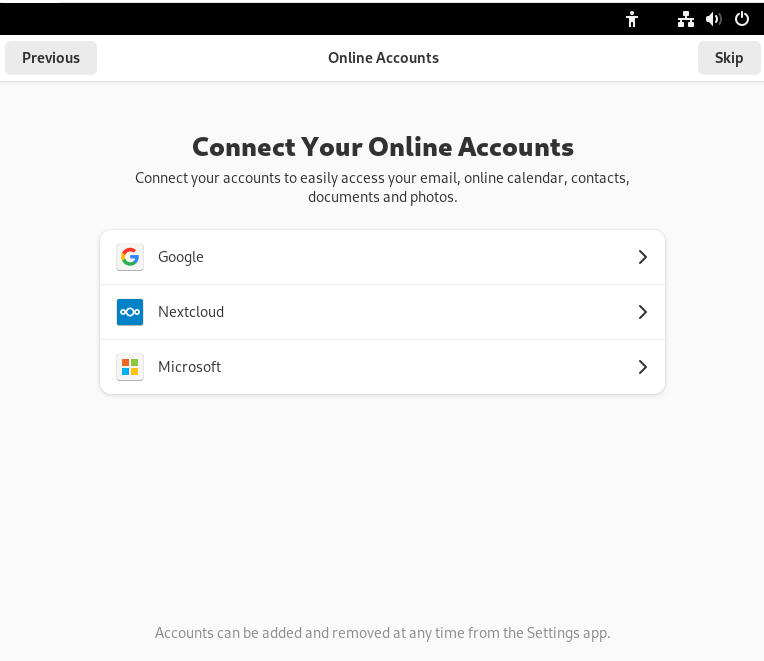 Previous
Online Accounts
Skip
Connect Your Online Accounts
Connect your accounts to easily access your email, online calendar, contacts,
documents and photos.
Google
Nextcloud
Microsoft
Accounts can be added and removed at any time from the Settings app.